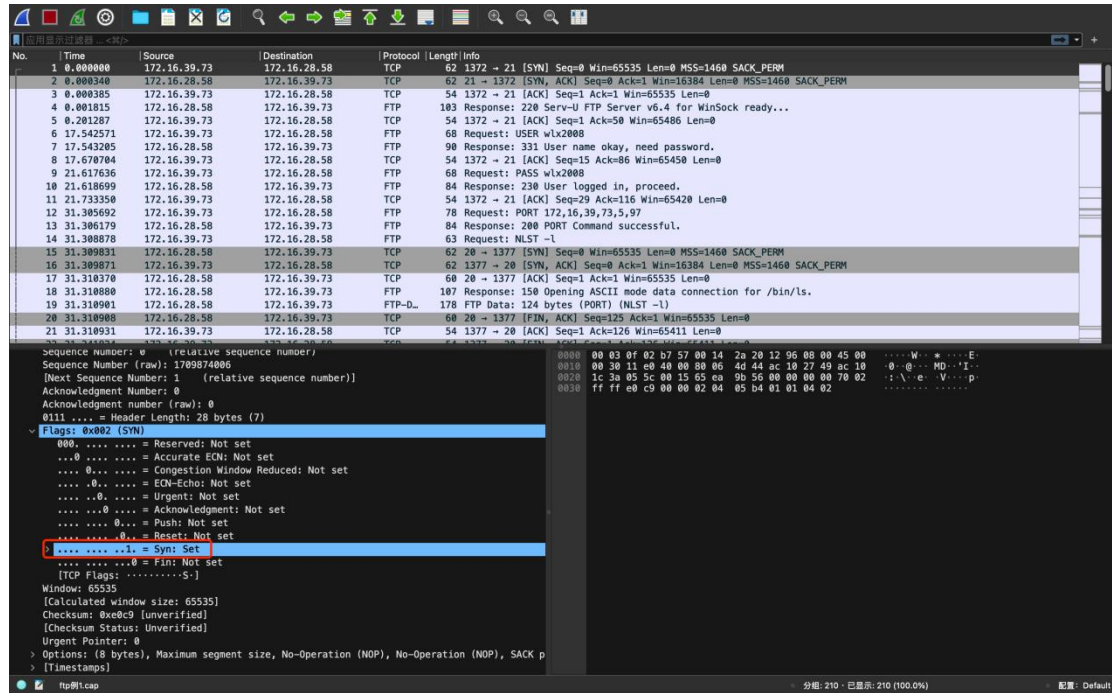 应用显示过滤器 … <⌘/>
No. Time Source Destination Protocol Length Info
1 0.000000 172.16.39.73 172.16.28.58 TCP 62 1372 → 21 [SYN] Seq=0 Win=65535 Len=0 MSS=1460 SACK_PERM
2 0.000340 172.16.28.58 172.16.39.73 TCP 62 21 → 1372 [SYN, ACK] Seq=0 Ack=1 Win=16384 Len=0 MSS=1460 SACK_PERM
3 0.000385 172.16.39.73 172.16.28.58 TCP 54 1372 → 21 [ACK] Seq=1 Ack=1 Win=65535 Len=0
4 0.001815 172.16.28.58 172.16.39.73 FTP 103 Response: 220 Serv-U FTP Server v6.4 for WinSock ready...
5 0.201287 172.16.39.73 172.16.28.58 TCP 54 1372 → 21 [ACK] Seq=1 Ack=50 Win=65486 Len=0
6 17.542571 172.16.39.73 172.16.28.58 FTP 68 Request: USER wlx2008
7 17.543205 172.16.28.58 172.16.39.73 FTP 90 Response: 331 User name okay, need password.
8 17.670704 172.16.39.73 172.16.28.58 TCP 54 1372 → 21 [ACK] Seq=15 Ack=86 Win=65450 Len=0
9 21.617636 172.16.39.73 172.16.28.58 FTP 68 Request: PASS wlx2008
10 21.618699 172.16.28.58 172.16.39.73 FTP 84 Response: 230 User logged in, proceed.
11 21.733350 172.16.39.73 172.16.28.58 TCP 54 1372 → 21 [ACK] Seq=29 Ack=116 Win=65420 Len=0
12 31.305692 172.16.39.73 172.16.28.58 FTP 78 Request: PORT 172,16,39,73,5,97
13 31.306179 172.16.28.58 172.16.39.73 FTP 84 Response: 200 PORT Command successful.
14 31.308878 172.16.39.73 172.16.28.58 FTP 63 Request: NLST -l
15 31.309831 172.16.28.58 172.16.39.73 TCP 62 20 → 1377 [SYN] Seq=0 Win=65535 Len=0 MSS=1460 SACK_PERM
16 31.309871 172.16.39.73 172.16.28.58 TCP 62 1377 → 20 [SYN, ACK] Seq=0 Ack=1 Win=16384 Len=0 MSS=1460 SACK_PERM
17 31.310370 172.16.28.58 172.16.39.73 TCP 60 20 → 1377 [ACK] Seq=1 Ack=1 Win=65535 Len=0
18 31.310880 172.16.28.58 172.16.39.73 FTP 107 Response: 150 Opening ASCII mode data connection for /bin/ls.
19 31.310901 172.16.28.58 172.16.39.73 FTP-D… 178 FTP Data: 124 bytes (PORT) (NLST -l)
20 31.310908 172.16.28.58 172.16.39.73 TCP 60 20 → 1377 [FIN, ACK] Seq=125 Ack=1 Win=65535 Len=0
21 31.310931 172.16.39.73 172.16.28.58 TCP 54 1377 → 20 [ACK] Seq=1 Ack=126 Win=65411 Len=0
Sequence Number: 0 (relative sequence number)
Sequence Number (raw): 1709874006
[Next Sequence Number: 1 (relative sequence number)]
Acknowledgment Number: 0
Acknowledgment number (raw): 0
0111 .... = Header Length: 28 bytes (7)
Flags: 0x002 (SYN)
000. .... .... = Reserved: Not set
...0 .... .... = Accurate ECN: Not set
.... 0... .... = Congestion Window Reduced: Not set
.... .0.. .... = ECN-Echo: Not set
.... ..0. .... = Urgent: Not set
.... ...0 .... = Acknowledgment: Not set
.... .... 0... = Push: Not set
.... .... .0.. = Reset: Not set
.... .... ..1. = Syn: Set
.... .... ...0 = Fin: Not set
[TCP Flags: ··········S·]
Window: 65535
[Calculated window size: 65535]
Checksum: 0xe0c9 [unverified]
[Checksum Status: Unverified]
Urgent Pointer: 0
Options: (8 bytes), Maximum segment size, No-Operation (NOP), No-Operation (NOP), SACK p
[Timestamps]
0000 00 03 0f 02 b7 57 00 14 2a 20 12 96 08 00 45 00 ·····W·· * ····E·
0010 00 30 11 e0 40 00 80 06 4d 44 ac 10 27 49 ac 10 ·0··@··· MD··'I··
0020 1c 3a 05 5c 00 15 65 ea 9b 56 00 00 00 00 70 02 ·:·\··e· ·V····p·
0030 ff ff e0 c9 00 00 02 04 05 b4 01 01 04 02 ········ ······
ftp例1.cap 分组: 210 · 已显示: 210 (100.0%) 配置: Default